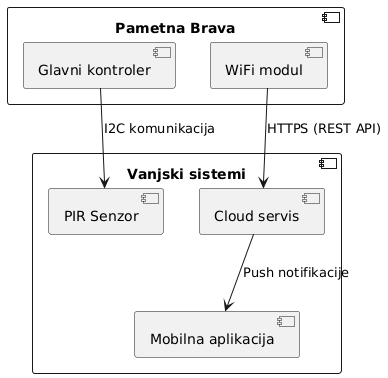 Pametna Brava
Glavni kontroler
WiFi modul
I2C komunikacija
HTTPS (REST API)
Vanjski sistemi
PIR Senzor
Cloud servis
Push notifikacije
Mobilna aplikacija